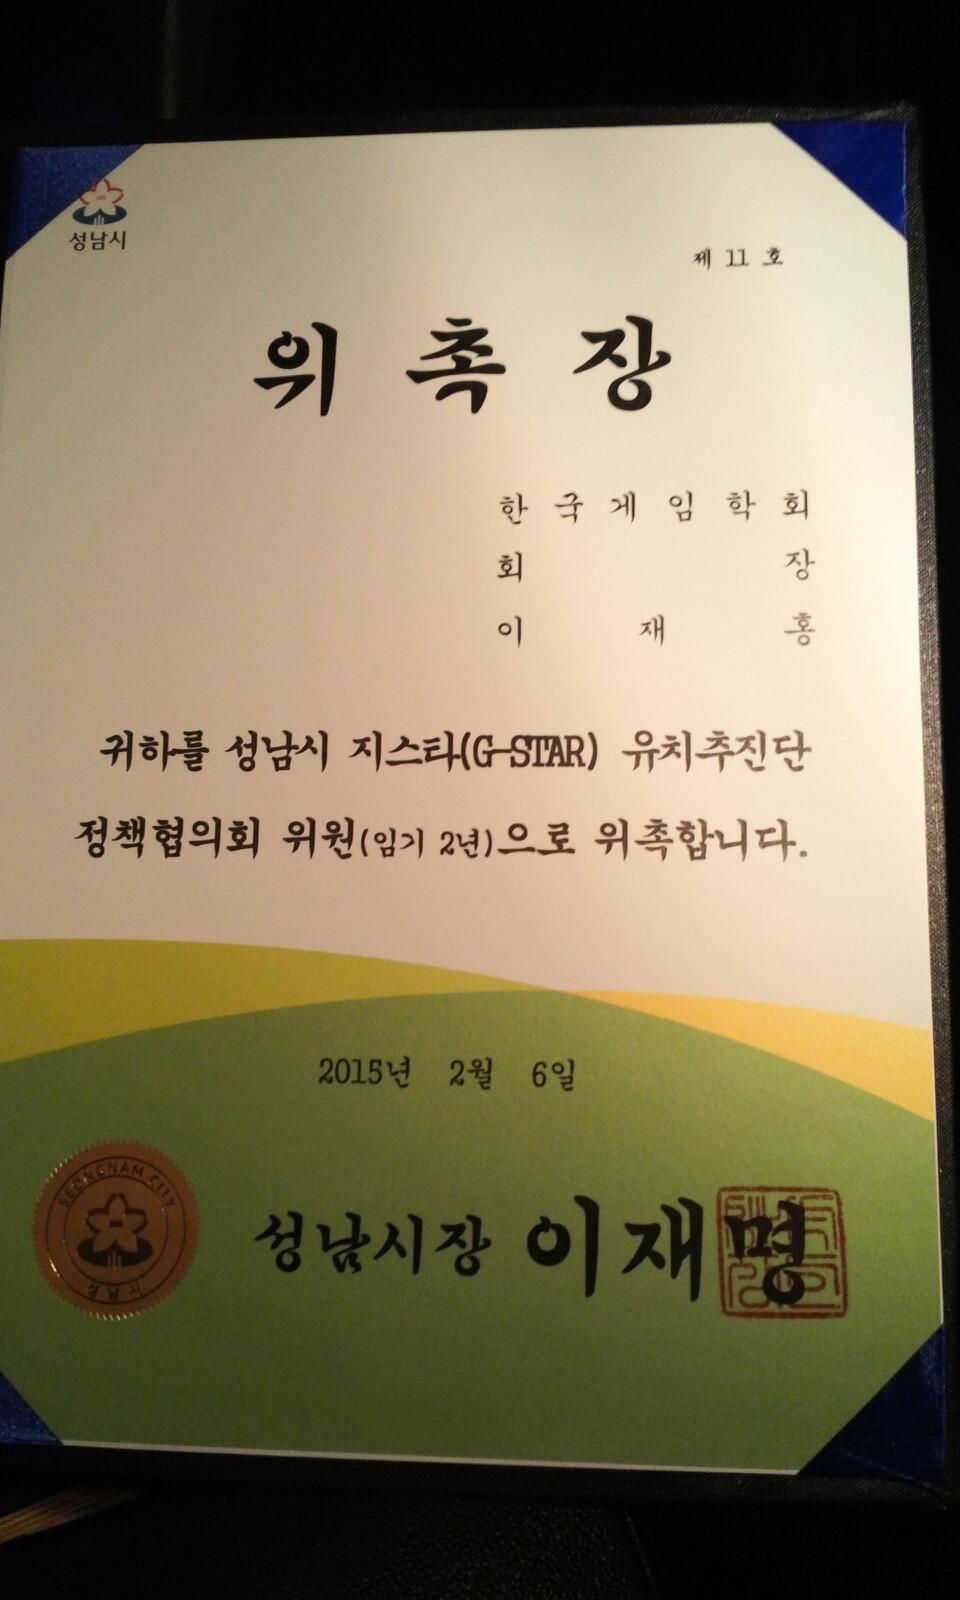 성남시
제 11 호
위 촉 장
한 국 게 임 학 회
회 장
이 재 홍
귀하를 성남시 지스타(G-STAR) 유치추진단
정책협의회 위원(임기 2년)으로 위촉합니다.
2015년 2월 6일
SEONGNAM CITY
성남시
성남시장 이재명